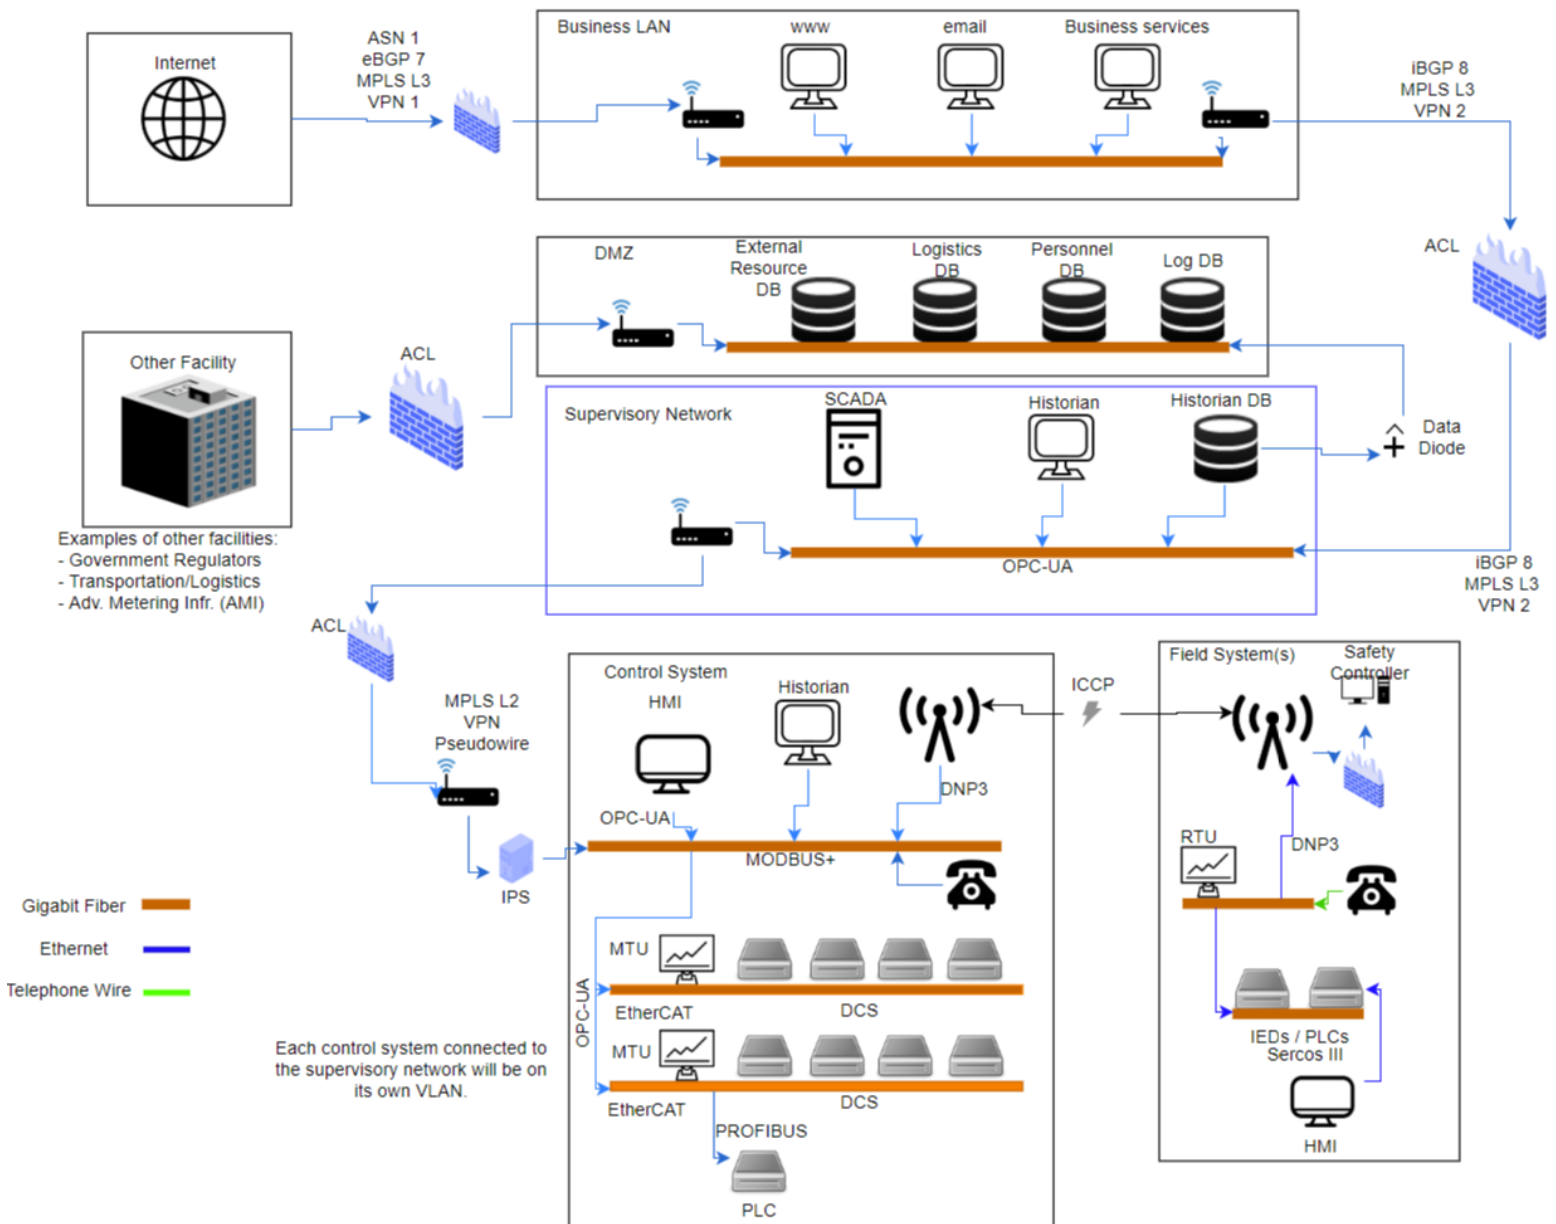 Internet
ASN 1
eBGP 7
MPLS L3
VPN 1
Business LAN
www
email
Business services
iBGP 8
MPLS L3
VPN 2
ACL
DMZ
External
Resource
DB
Logistics
DB
Personnel
DB
Log DB
Other Facility
ACL
Examples of other facilities:
- Government Regulators
- Transportation/Logistics
- Adv. Metering Infr. (AMI)
Supervisory Network
SCADA
Historian
Historian DB
Data
Diode
OPC-UA
iBGP 8
MPLS L3
VPN 2
ACL
MPLS L2
VPN
Pseudowire
IPS
Control System
HMI
Historian
DNP3
OPC-UA
MODBUS+
ICCP
Field System(s)
Safety
Controller
RTU
DNP3
IEDs / PLCs
Sercos III
HMI
Gigabit Fiber
Ethernet
Telephone Wire
OPC-UA
MTU
EtherCAT
DCS
MTU
EtherCAT
DCS
PROFIBUS
PLC
Each control system connected to
the supervisory network will be on
its own VLAN.